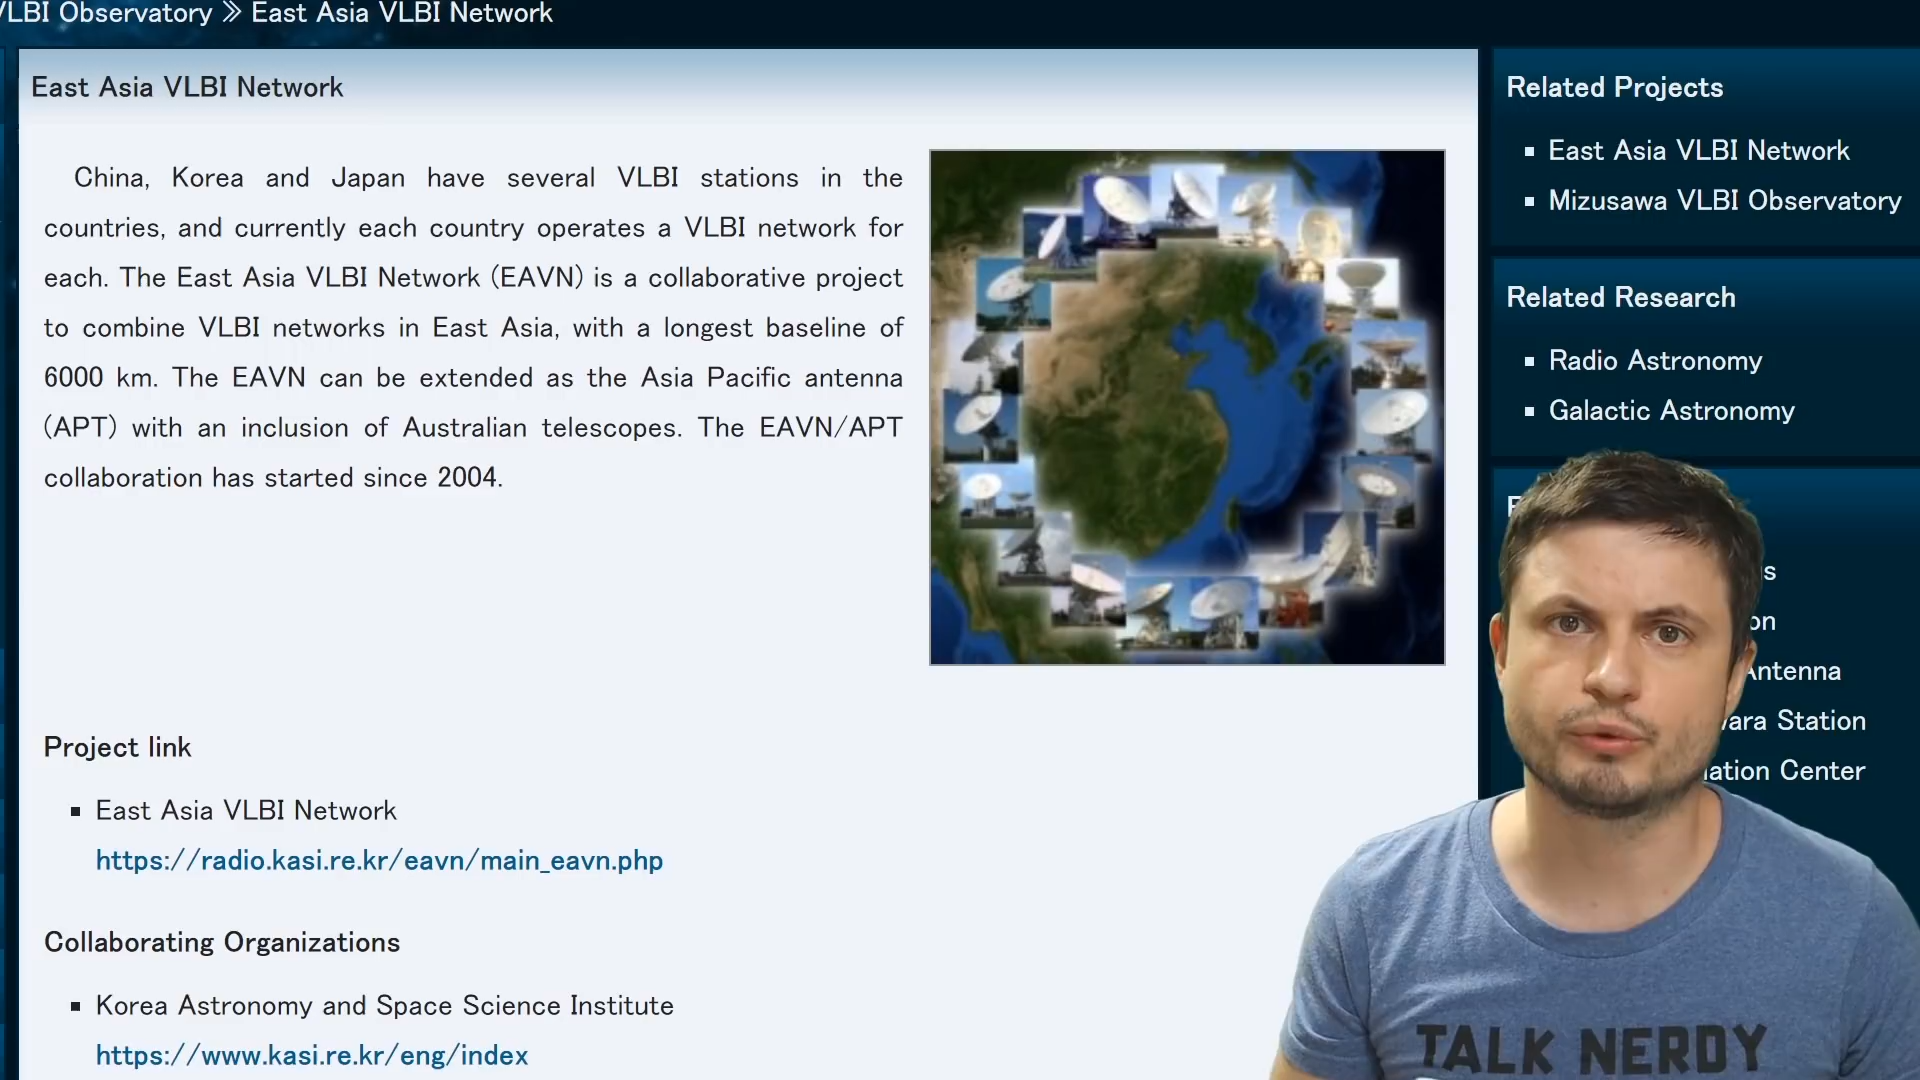 VLBI Observatory ≫ East Asia VLBI Network
East Asia VLBI Network
China, Korea and Japan have several VLBI stations in the
countries, and currently each country operates a VLBI network for
each. The East Asia VLBI Network (EAVN) is a collaborative project
to combine VLBI networks in East Asia, with a longest baseline of
6000 km. The EAVN can be extended as the Asia Pacific antenna
(APT) with an inclusion of Australian telescopes. The EAVN/APT
collaboration has started since 2004.
Project link
East Asia VLBI Network
https://radio.kasi.re.kr/eavn/main_eavn.php
Collaborating Organizations
Korea Astronomy and Space Science Institute
https://www.kasi.re.kr/eng/index
Related Projects
East Asia VLBI Network
Mizusawa VLBI Observatory
Related Research
Radio Astronomy
Galactic Astronomy
Antenna
Station
Center
TALK NERDY